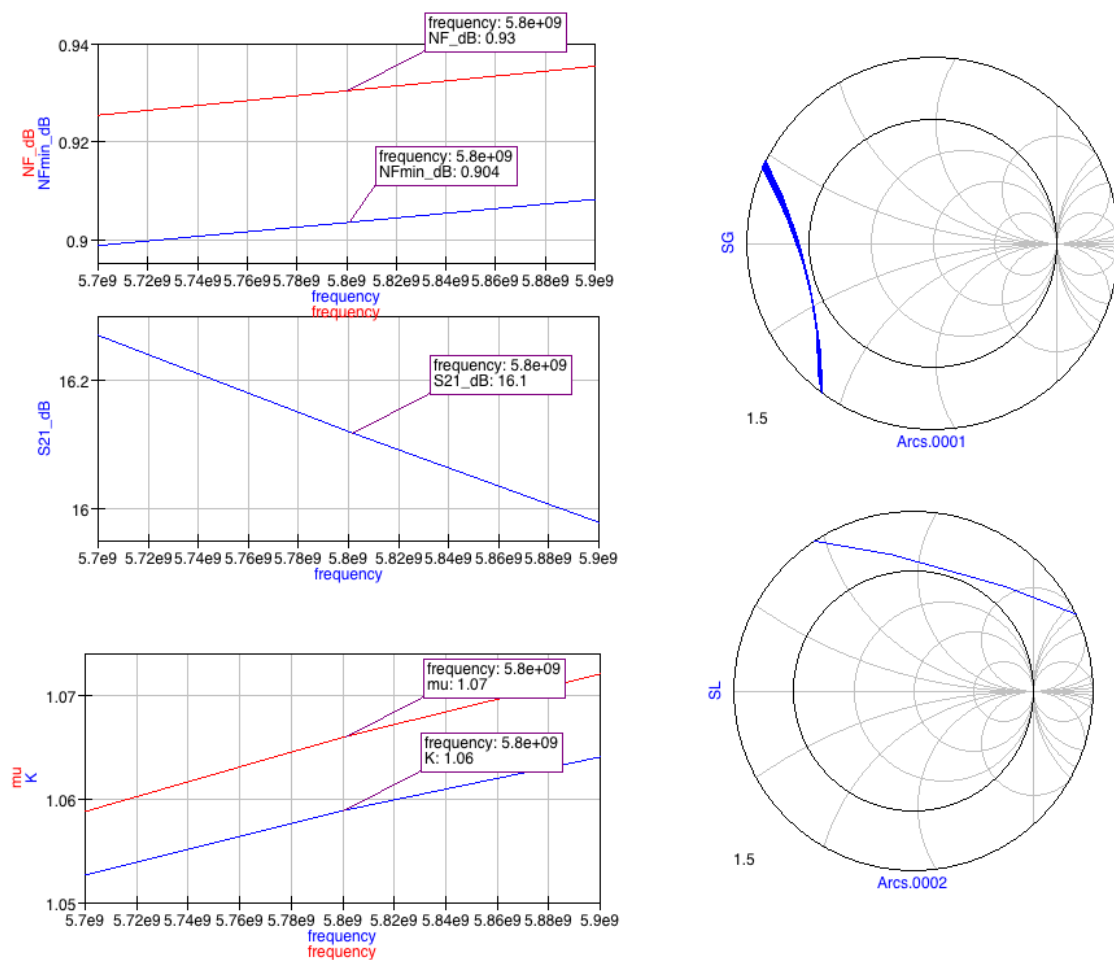 frequency: 5.8e+09
NF_dB: 0.93
0.94
0.92
0.9
NF_dB
NFmin_dB
frequency: 5.8e+09
NFmin_dB: 0.904
5.7e9 5.72e9 5.74e9 5.76e9 5.78e9 5.8e9 5.82e9 5.84e9 5.86e9 5.88e9 5.9e9
frequency
frequency
16.2
16
S21_dB
frequency: 5.8e+09
S21_dB: 16.1
5.7e9 5.72e9 5.74e9 5.76e9 5.78e9 5.8e9 5.82e9 5.84e9 5.86e9 5.88e9 5.9e9
frequency
1.07
1.06
1.05
mu
K
frequency: 5.8e+09
mu: 1.07
frequency: 5.8e+09
K: 1.06
5.7e9 5.72e9 5.74e9 5.76e9 5.78e9 5.8e9 5.82e9 5.84e9 5.86e9 5.88e9 5.9e9
frequency
frequency
SG
1.5
Arcs.0001
SL
1.5
Arcs.0002